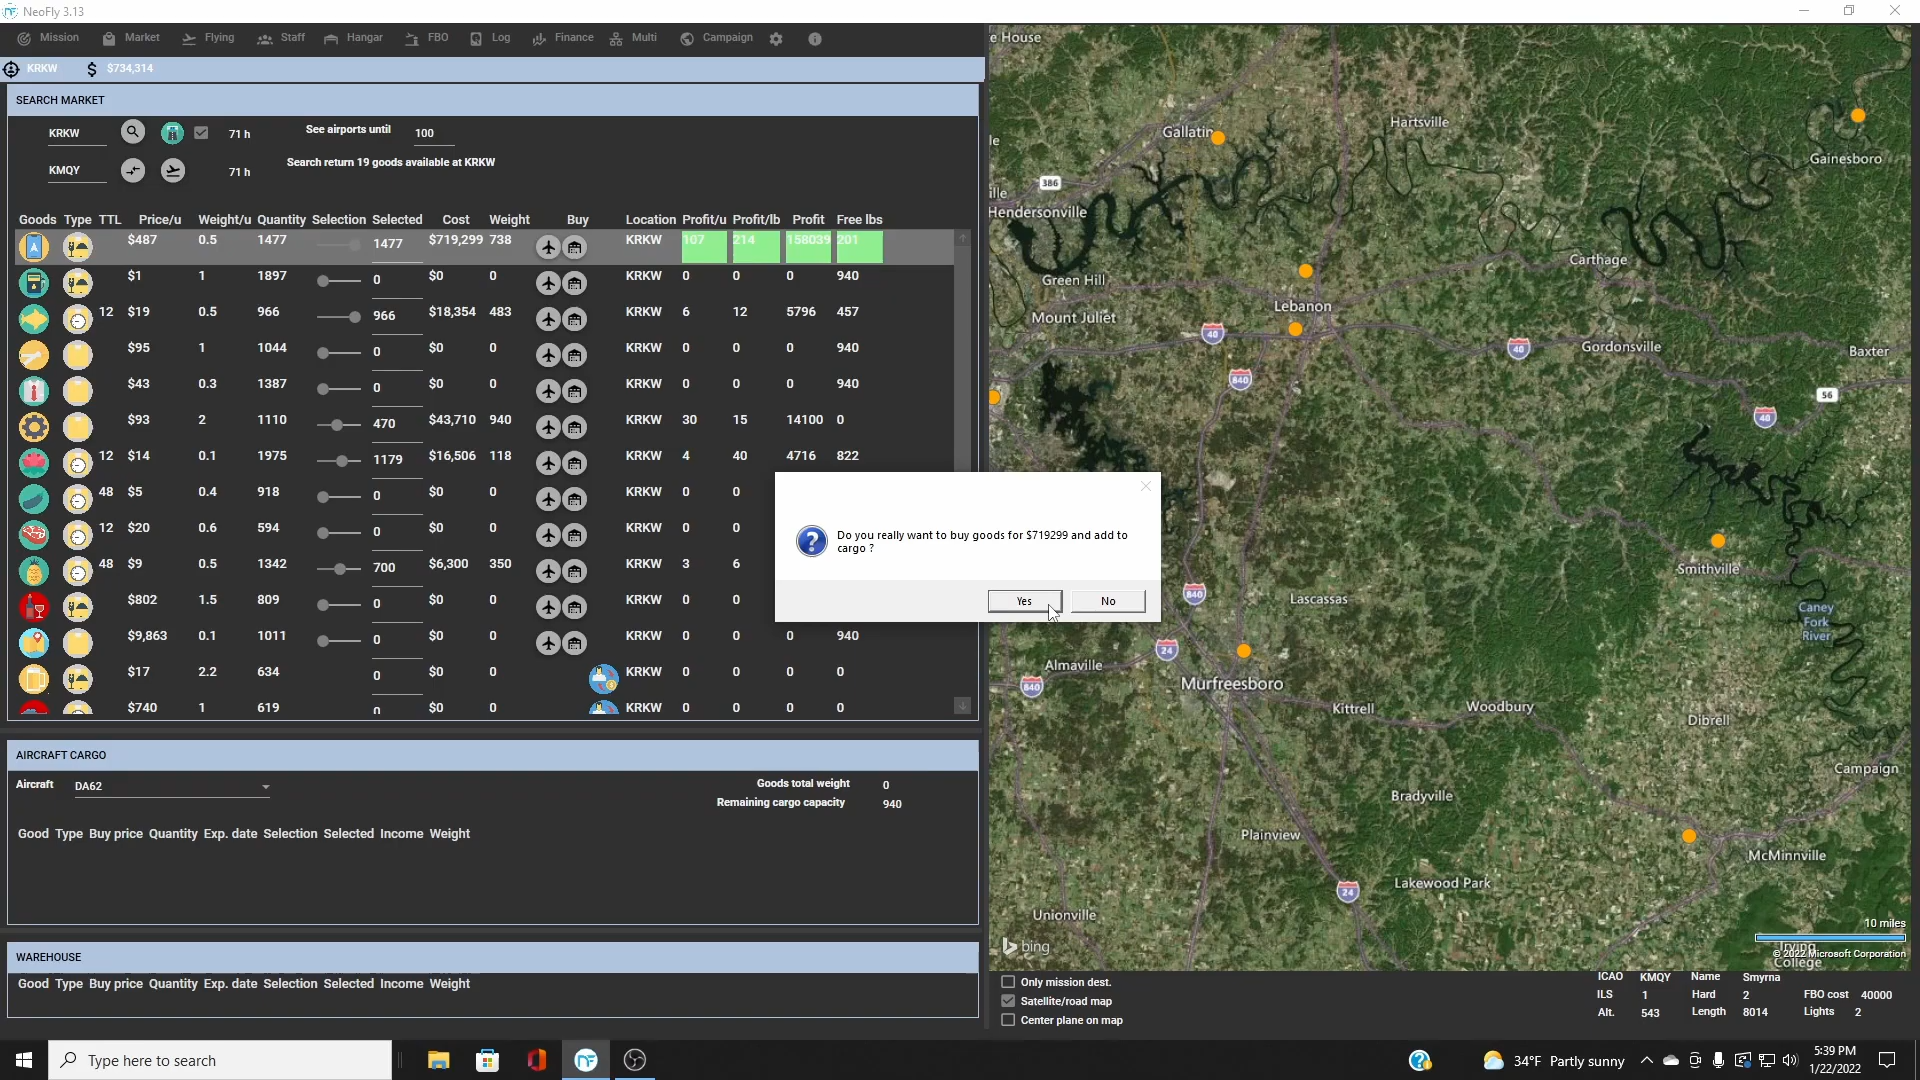 NeoFly 3.13
Mission Market Flying Staff Hangar FBO Log Finance Multi Campaign
KRKW $ $734,314
SEARCH MARKET
KRKW 71 h See airports until 100
KMQY 71 h Search return 19 goods available at KRKW
Goods Type TTL Price/u Weight/u Quantity Selection Selected Cost Weight Buy Location Profit/u Profit/lb Profit Free lbs
$487 0.5 1477 1477 $719,299 738 KRKW 107 214 158039 201
$1 1 1897 0 $0 0 KRKW 0 0 0 940
12 $19 0.5 966 966 $18,354 483 KRKW 6 12 5796 457
$95 1 1044 0 $0 0 KRKW 0 0 0 940
$43 0.3 1387 0 $0 0 KRKW 0 0 0 940
$93 2 1110 470 $43,710 940 KRKW 30 15 14100 0
12 $14 0.1 1975 1179 $16,506 118 KRKW 4 40 4716 822
48 $5 0.4 918 0 $0 0 KRKW 0 0
12 $20 0.6 594 0 $0 0 KRKW 0 0
48 $9 0.5 1342 700 $6,300 350 KRKW 3 6
$802 1.5 809 0 $0 0 KRKW 0 0
$9,863 0.1 1011 0 $0 0 KRKW 0 0 0 940
$17 2.2 634 0 $0 0 KRKW 0 0 0 0
$740 1 619 0 $0 0 KRKW 0 0 0 0
Do you really want to buy goods for $719299 and add to
cargo ?
Yes No
AIRCRAFT CARGO
Aircraft DA62 Goods total weight 0
Remaining cargo capacity 940
Good Type Buy price Quantity Exp. date Selection Selected Income Weight
WAREHOUSE
Good Type Buy price Quantity Exp. date Selection Selected Income Weight
e House
Gallatin
Hartsville
Gainesboro
386
ille
Hendersonville
le
Green Hill
Carthage
Mount Juliet
Lebanon
40
40
Gordonsville
Baxter
840
56
40
Smithville
840
Lascassas
Caney
Fork
River
24
Almaville
840
Murfreesboro
Kittrell
Woodbury
Dibrell
Campaign
Bradyville
Plainview
McMinnville
24
Lakewood Park
Unionville
10 miles
bing
Irving
College
© 2022 Microsoft Corporation
Only mission dest.
Satellite/road map
Center plane on map
ICAO KMQY Name Smyrna
ILS 1 Hard 2 FBO cost 40000
Alt. 543 Length 8014 Lights 2
Type here to search
34°F Partly sunny
5:39 PM
1/22/2022